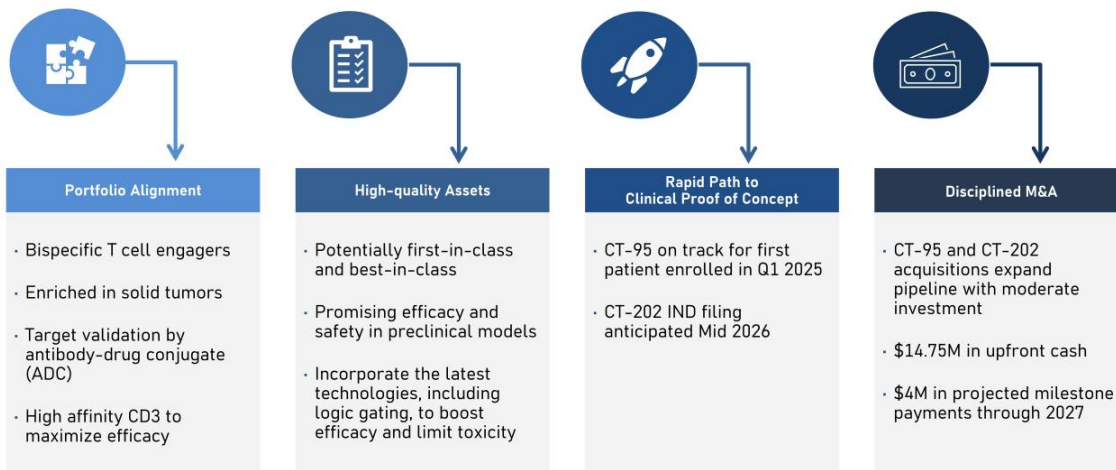 Portfolio Alignment
· Bispecific T cell engagers
· Enriched in solid tumors
· Target validation by
antibody-drug conjugate
(ADC)
· High affinity CD3 to
maximize efficacy
High-quality Assets
· Potentially first-in-class
and best-in-class
· Promising efficacy and
safety in preclinical models
· Incorporate the latest
technologies, including
logic gating, to boost
efficacy and limit toxicity
Rapid Path to
Clinical Proof of Concept
· CT-95 on track for first
patient enrolled in Q1 2025
· CT-202 IND filing
anticipated Mid 2026
Disciplined M&A
· CT-95 and CT-202
acquisitions expand
pipeline with moderate
investment
· $14.75M in upfront cash
· $4M in projected milestone
payments through 2027